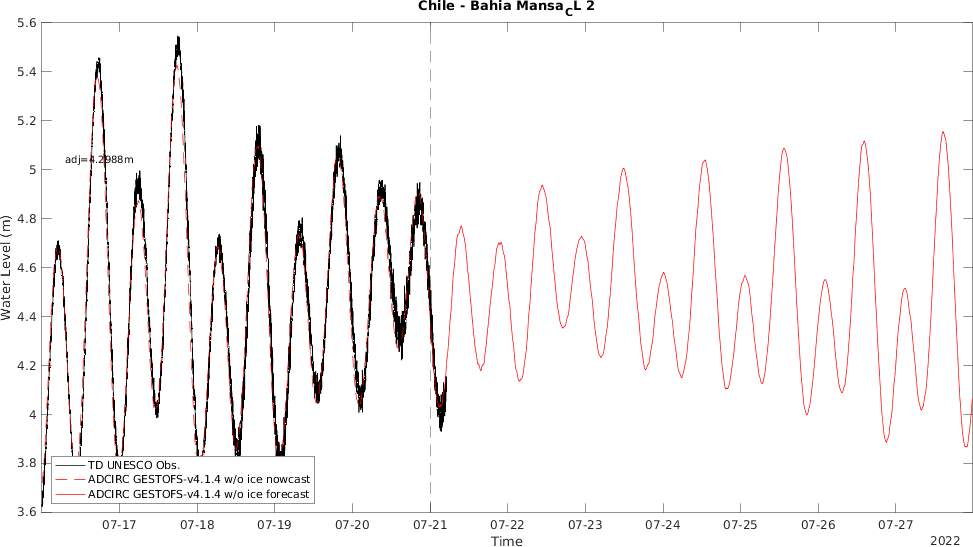 Chile - Bahia Mansa_CL 2
5.6
5.4
5.2
5
4.8
4.6
4.4
4.2
4
3.8
3.6
Water Level (m)
adj=4.2988m
TD UNESCO Obs.
ADCIRC GESTOFS-v4.1.4 w/o ice nowcast
ADCIRC GESTOFS-v4.1.4 w/o ice forecast
07-17 07-18 07-19 07-20 07-21 07-22 07-23 07-24 07-25 07-26 07-27
Time
2022